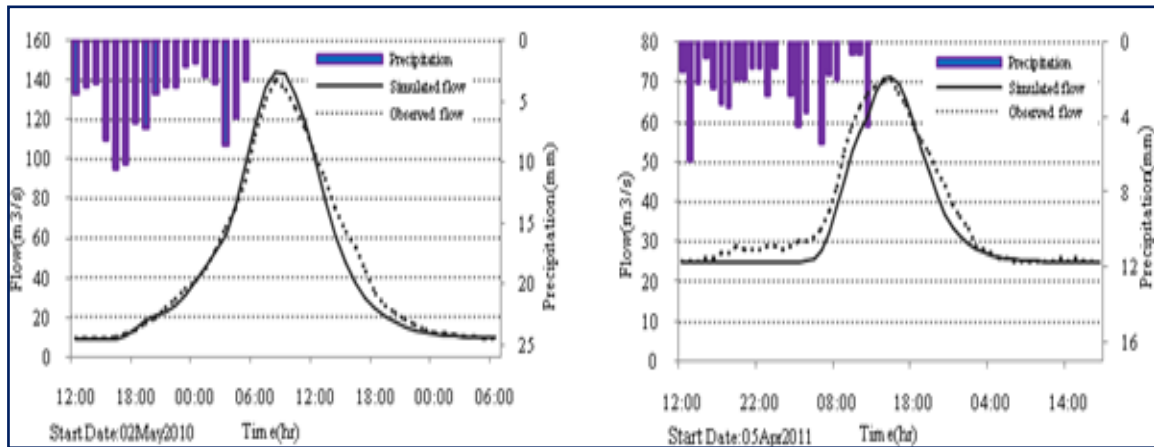 160
140
120
100
80
60
40
20
0
Flow(m3/s)
0
5
10
15
20
25
Precipitation(mm)
Precipitation
Simulated flow
Observed flow
12:00 18:00 00:00 06:00 12:00 00:00 06:00
Start Date:02May2010 Time(hr)
80
70
60
50
40
30
20
10
0
Flow(m3/s)
0
4
8
12
16
Precipitation(mm)
Precipitation
Simulated flow
Observed flow
12:00 22:00 08:00 18:00 04:00 14:00
Start Date:05Apr2011 Time(hr)